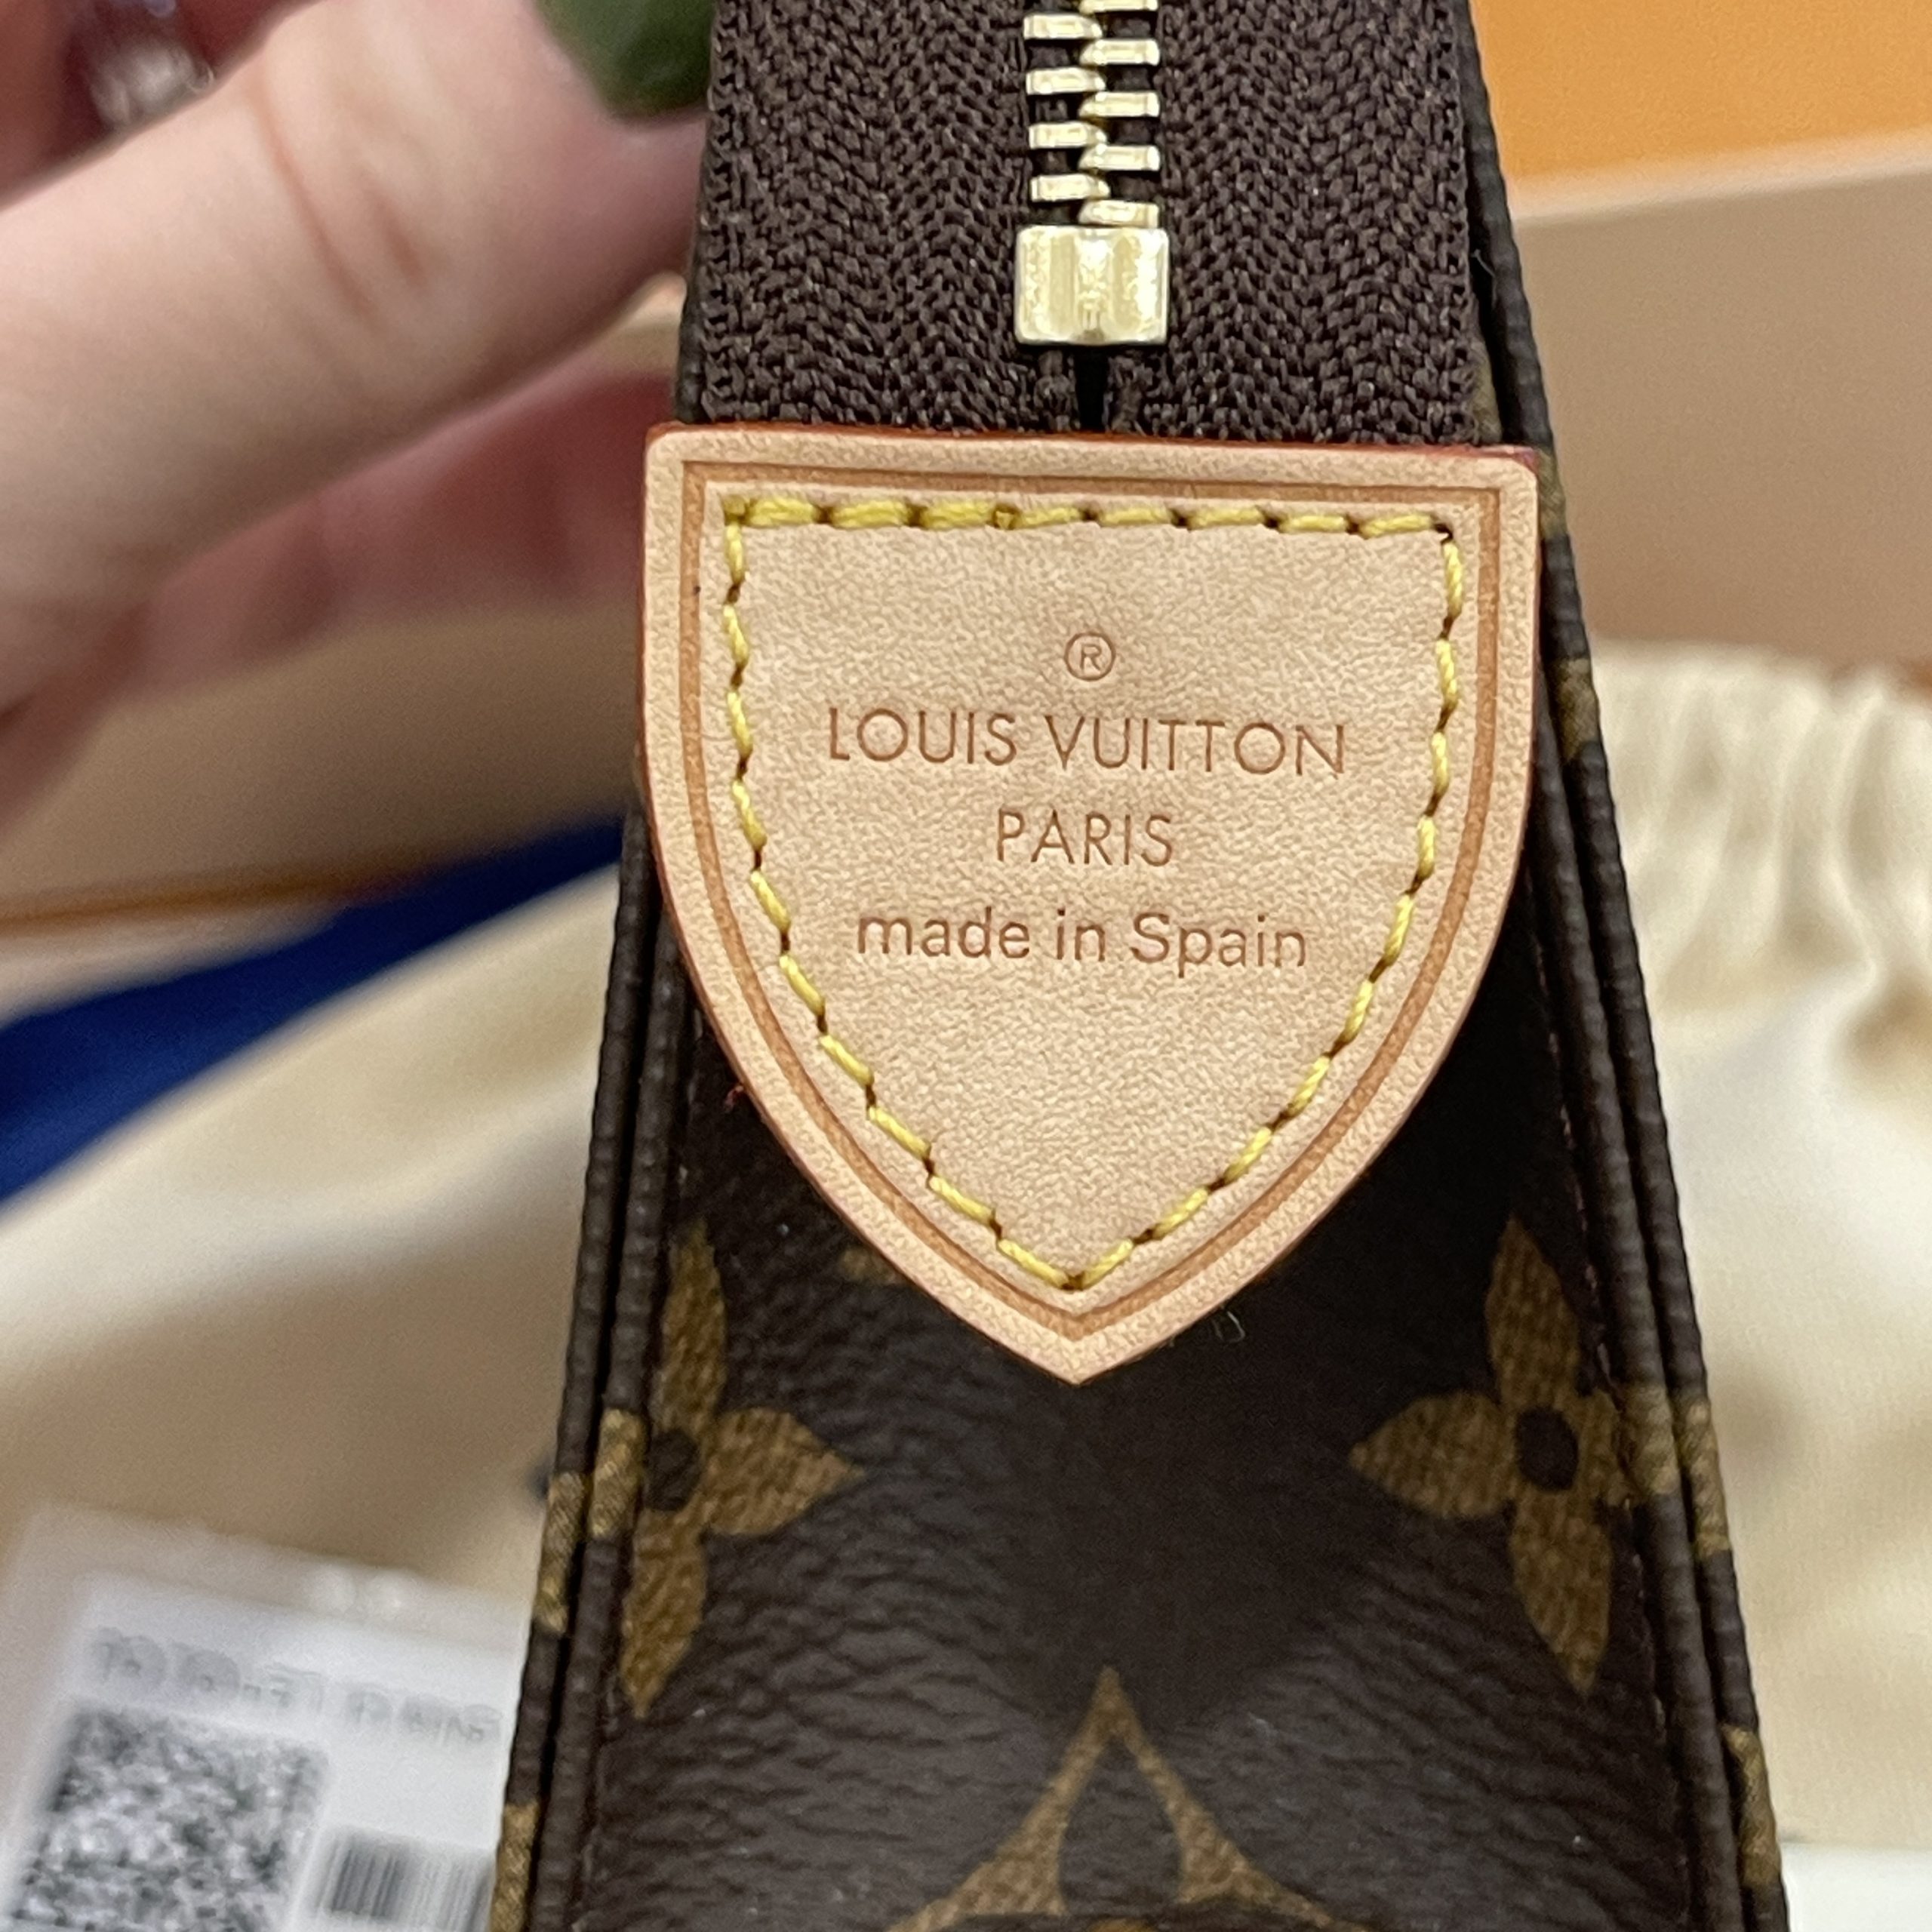 ®
LOUIS VUITTON
PARIS
made in Spain